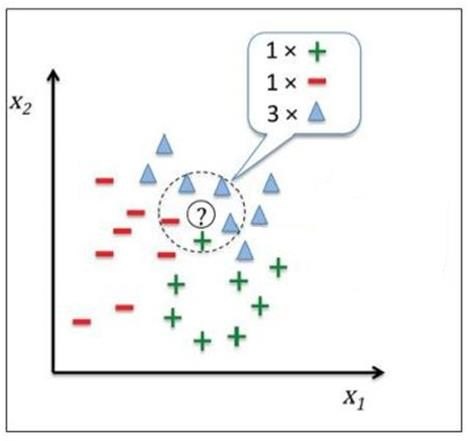 1 × +
1 × −
3 ×
x2
?
x1